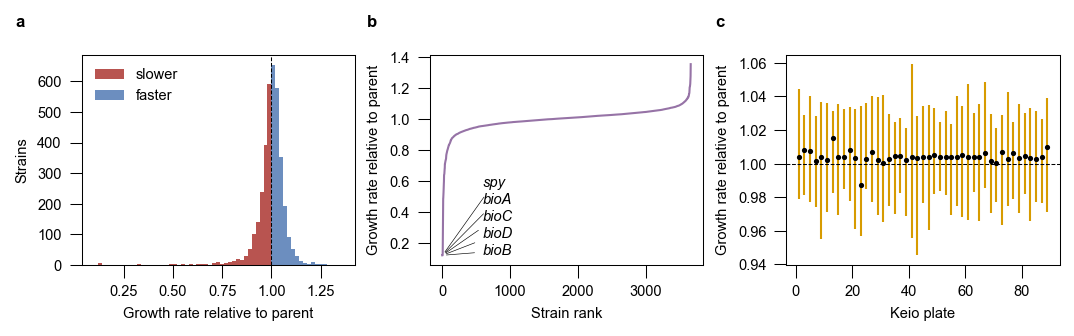 a
b
c
slower
faster
Strains
600
500
400
300
200
100
0
0.25
0.50
0.75
1.00
1.25
Growth rate relative to parent
Growth rate relative to parent
1.4
1.2
1.0
0.8
0.6
0.4
0.2
spy
bioA
bioC
bioD
bioB
0
1000
2000
3000
Strain rank
Growth rate relative to parent
1.06
1.04
1.02
1.00
0.98
0.96
0.94
0
20
40
60
80
Keio plate